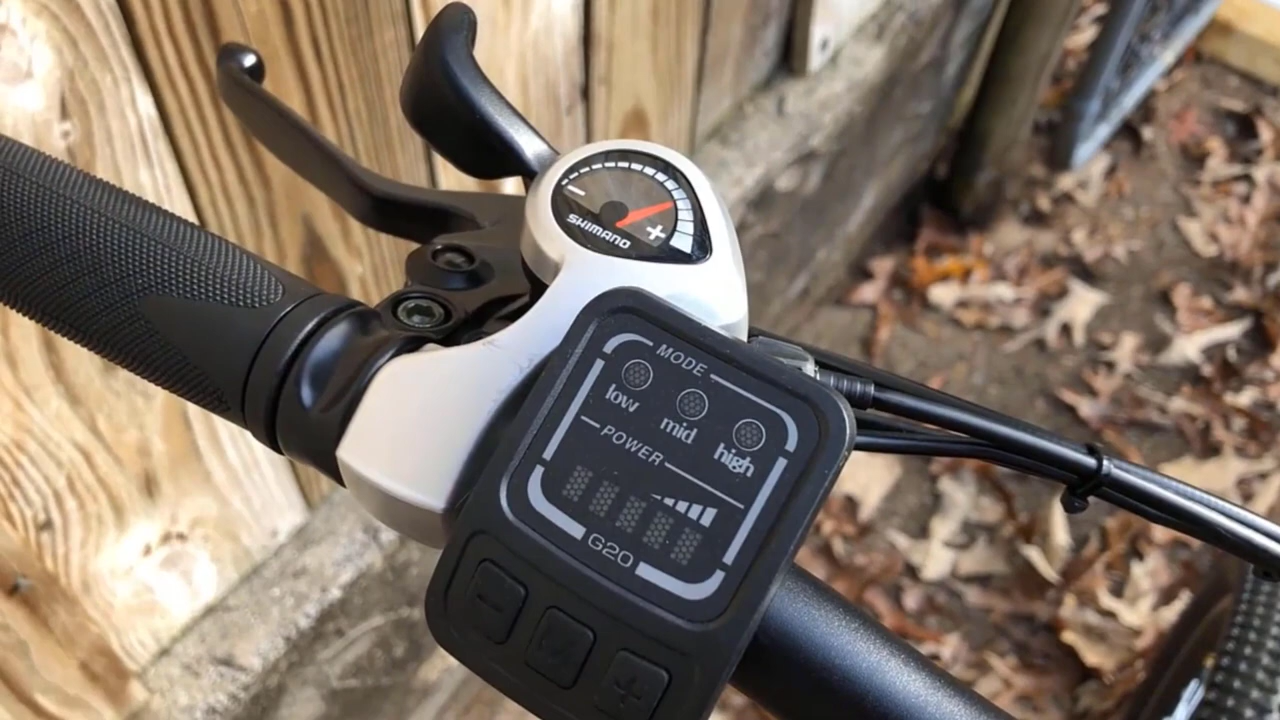 −
SHIMANO
+
MODE
low mid high
POWER
G20
− M +